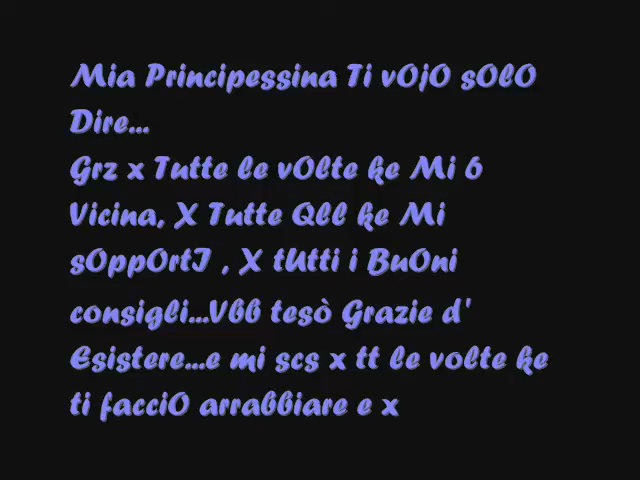 Mia Principessina Ti vOjO sOlO
Dire...
Grz x Tutte le vOlte ke Mi 6
Vicina, X Tutte Qll ke Mi
sOppOrtI , X tUtti i BuOni
consigli...Vbb tesò Grazie d'
Esistere...e mi scs x tt le volte ke
ti facciO arrabbiare e x